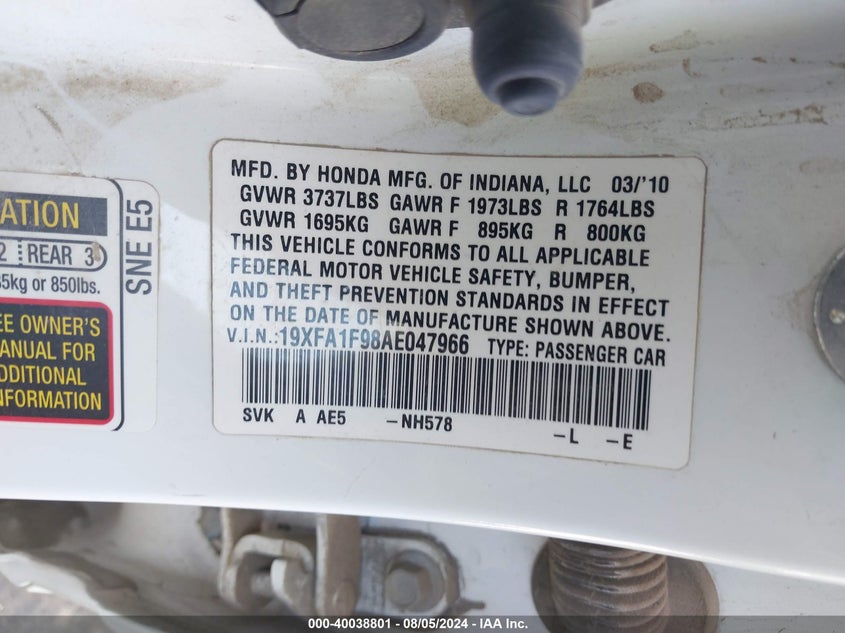 MFD. BY HONDA MFG. OF INDIANA, LLC 03/'10
GVWR 3737LBS GAWR F 1973LBS R 1764LBS
GVWR 1695KG GAWR F 895KG R 800KG
THIS VEHICLE CONFORMS TO ALL APPLICABLE
FEDERAL MOTOR VEHICLE SAFETY, BUMPER,
AND THEFT PREVENTION STANDARDS IN EFFECT
ON THE DATE OF MANUFACTURE SHOWN ABOVE.
V.I.N.:19XFA1F98AE047966 TYPE: PASSENGER CAR
SVK A AE5 -NH578 -L -E
ATION
2 REAR 3
5kg or 850lbs.
EE OWNER'S
ANUAL FOR
DDITIONAL
NFORMATION
SNE E5
000-40038801 - 08/05/2024 - IAA Inc.